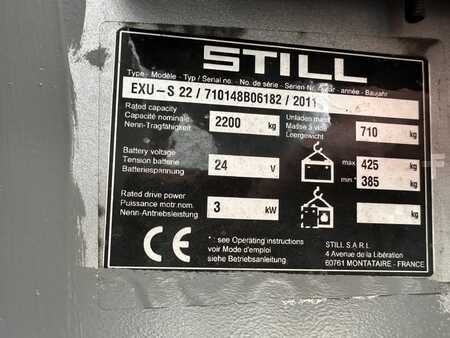 STILL
Type - Modèle - Typ / Serial no. - No. de série - Serien Nr. / year - année - Baujahr
EXU-S 22 / 710148B06182 / 2011
Rated capacity
Capacité nominale
Nenn-Tragfähigkeit
2200 kg
Unladen mass
Masse à vide
Leergewicht
710 kg
Battery voltage
Tension batterie
Batteriespannung
24 V
max. 425 kg
min.* 385 kg
Rated drive power
Puissance motr.nom.
Nenn-Antriebsleistung
3 kW
kg
CE
* : see Operating instructions
voir Mode d'emploi
siehe Betriebsanleitung
STILL S.A.R.L
4 Avenue de la Libération
60761 MONTATAIRE - FRANCE